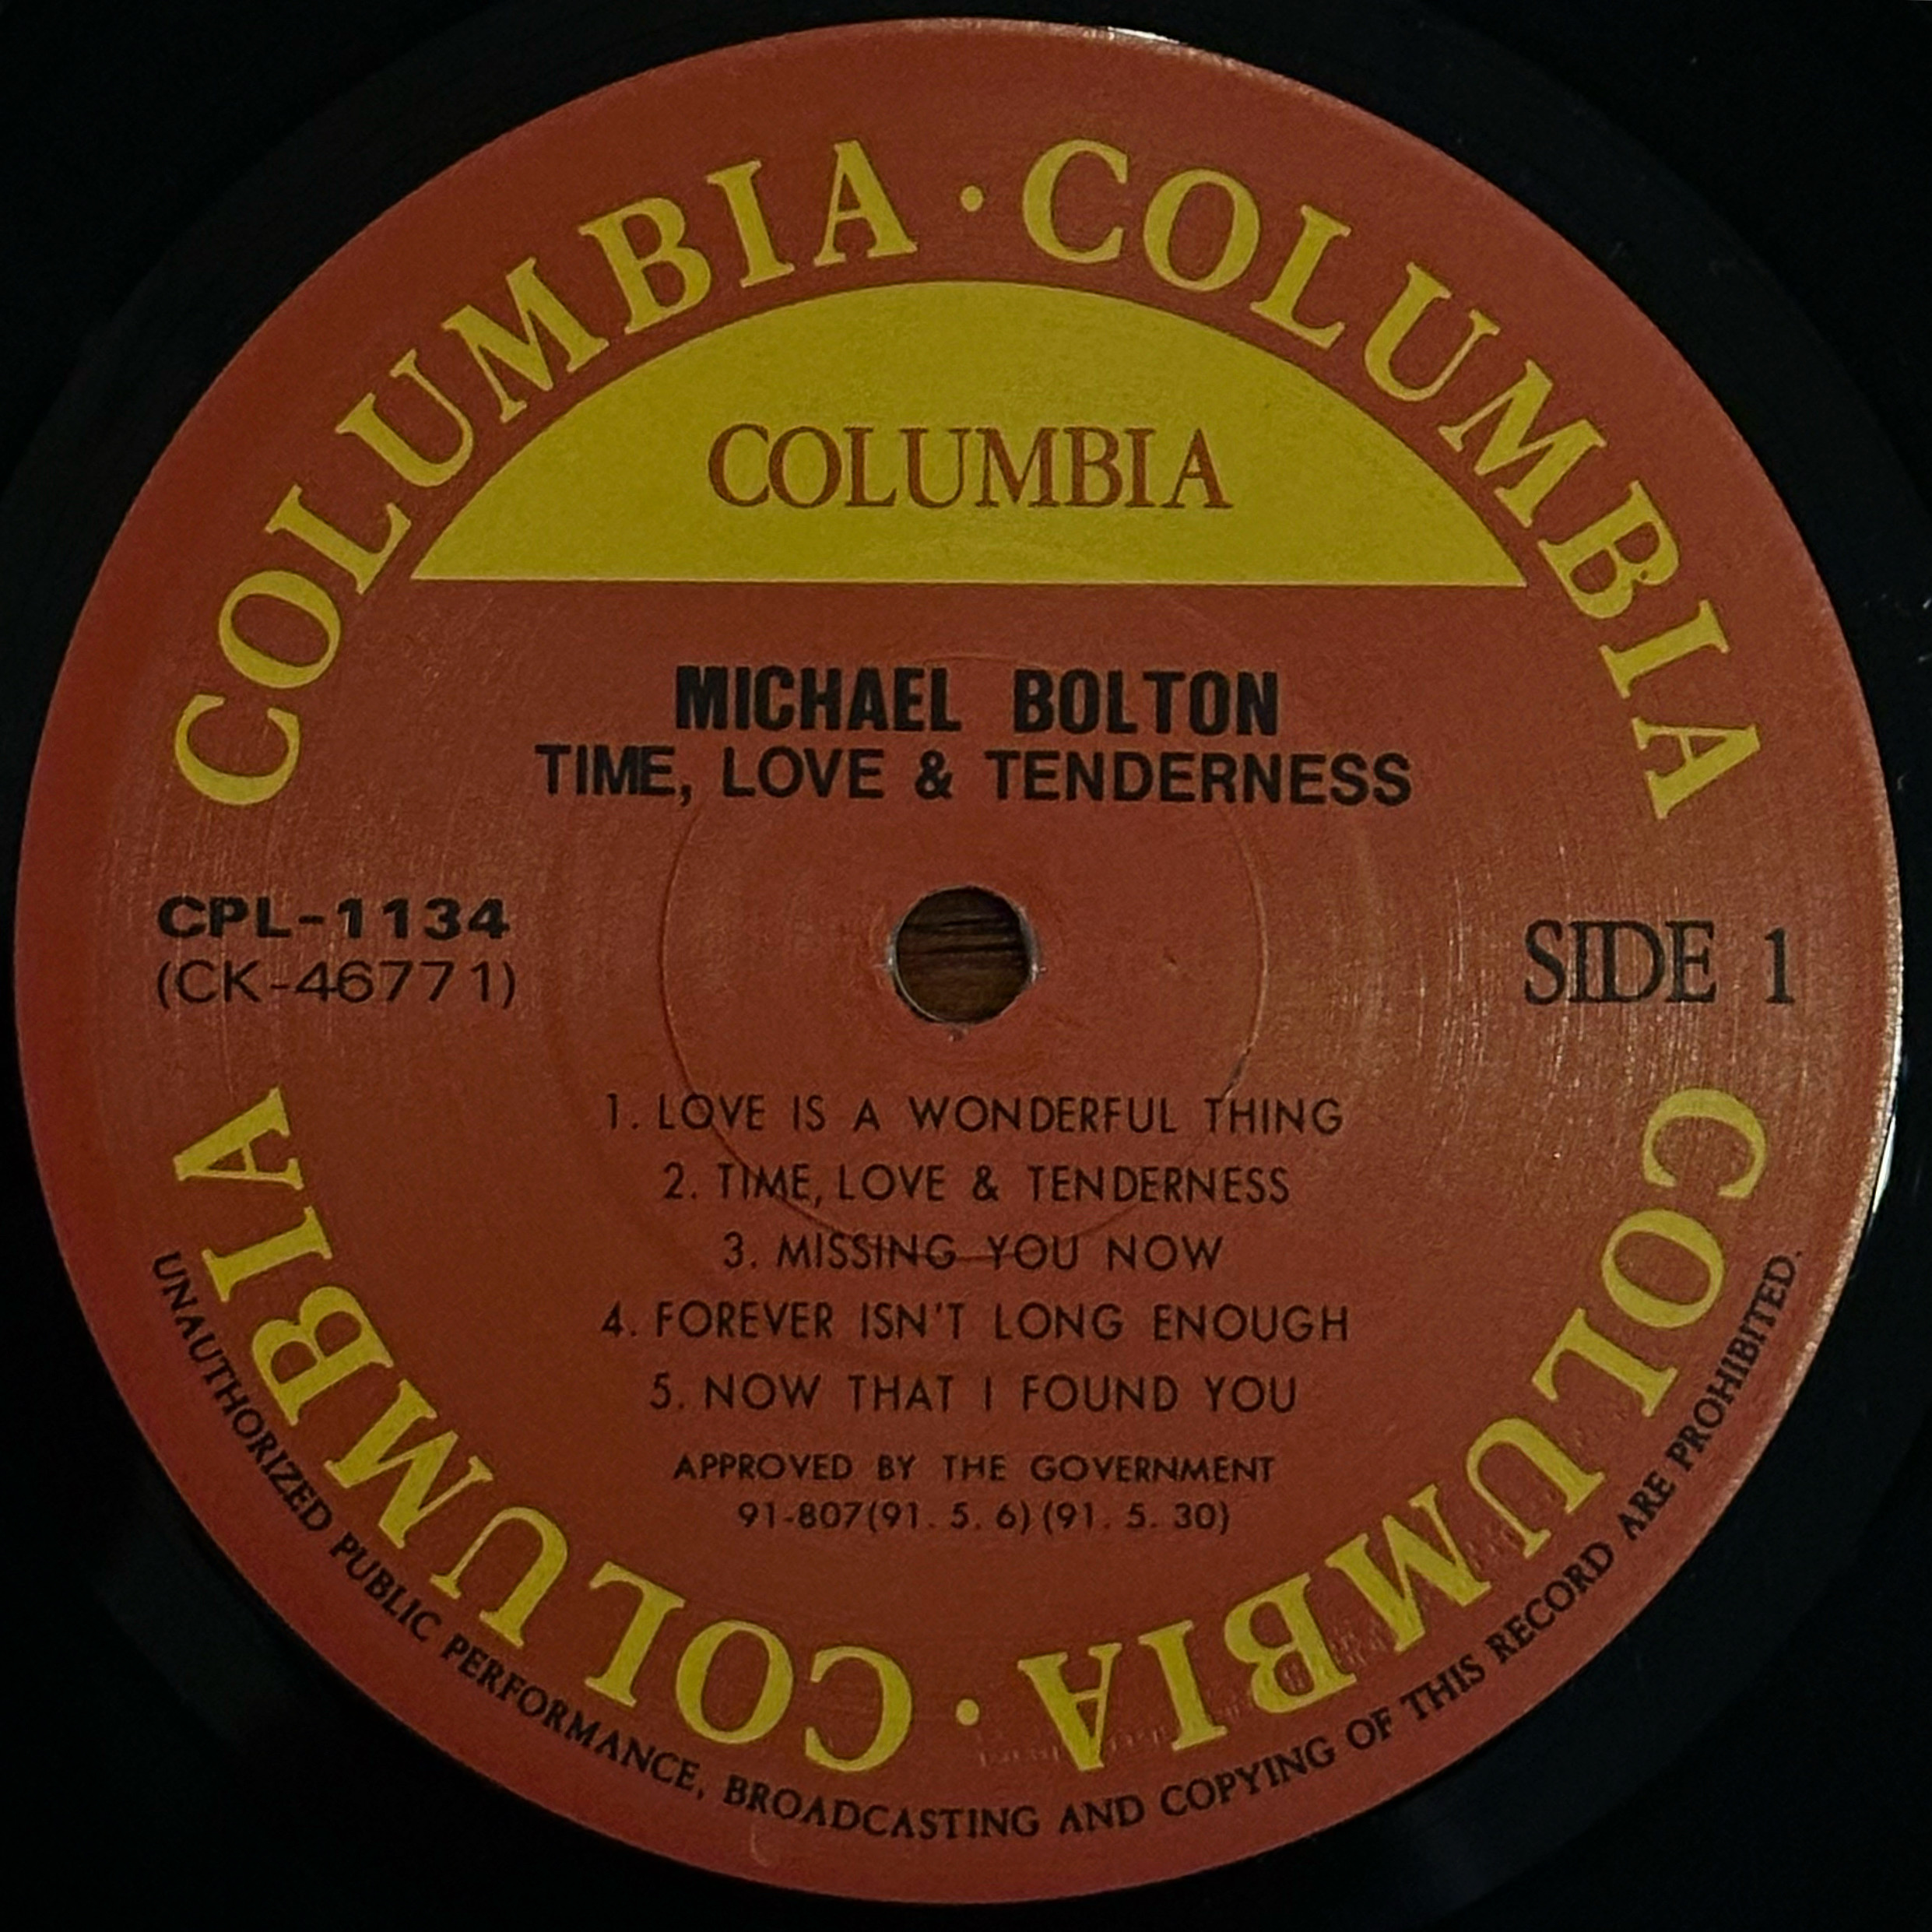 COLUMBIA · COLUMBIA
COLUMBIA
MICHAEL BOLTON
TIME, LOVE & TENDERNESS
CPL-1134
(CK-46771)
SIDE 1
1. LOVE IS A WONDERFUL THING
2. TIME, LOVE & TENDERNESS
3. MISSING YOU NOW
4. FOREVER ISN'T LONG ENOUGH
5. NOW THAT I FOUND YOU
APPROVED BY THE GOVERNMENT
91-807(91. 5. 6)(91. 5. 30)
COLUMBIA · COLUMBIA
UNAUTHORIZED PUBLIC PERFORMANCE, BROADCASTING AND COPYING OF THIS RECORD ARE PROHIBITED.